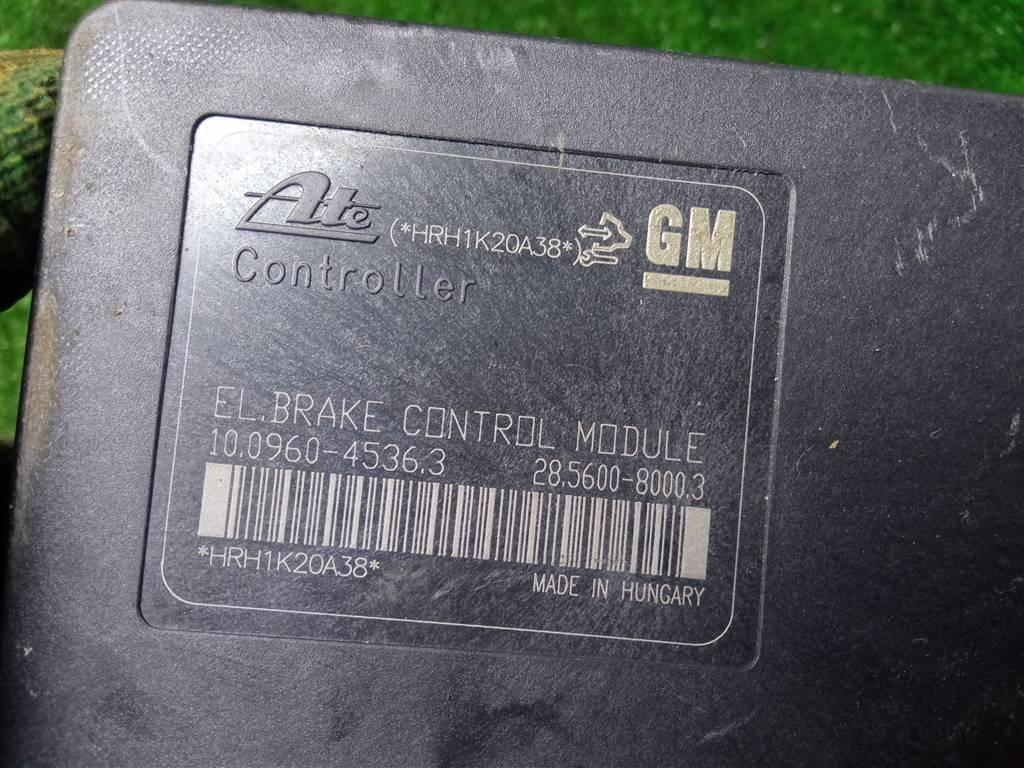 Ate (*HRH1K20A38*) GM
Controller
EL.BRAKE CONTROL MODULE
10.0960-4536.3 28.5600-8000.3
*HRH1K20A38*
MADE IN HUNGARY